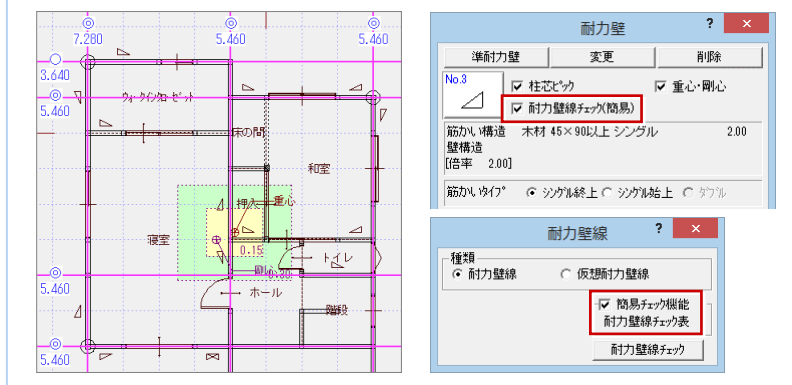 7.280
5.460
5.460
3.640
5.460
ウォークインクローゼット
床の間
和室
押入
重心
寝室
0.15
トイレ
剛心
0.30
5.460
ホール
階段
5.460
耐力壁
? ×
準耐力壁 変更 削除
No.3
柱芯ピック 重心・剛心
耐力壁線チェック(簡易)
筋かい構造 木材 45×90以上 シングル 2.00
壁構造
[倍率 2.00]
筋かいタイプ シングル終上 シングル始上 ダブル
耐力壁線
? ×
種類
耐力壁線 仮想耐力壁線
簡易チェック機能
耐力壁線チェック表
耐力壁線チェック